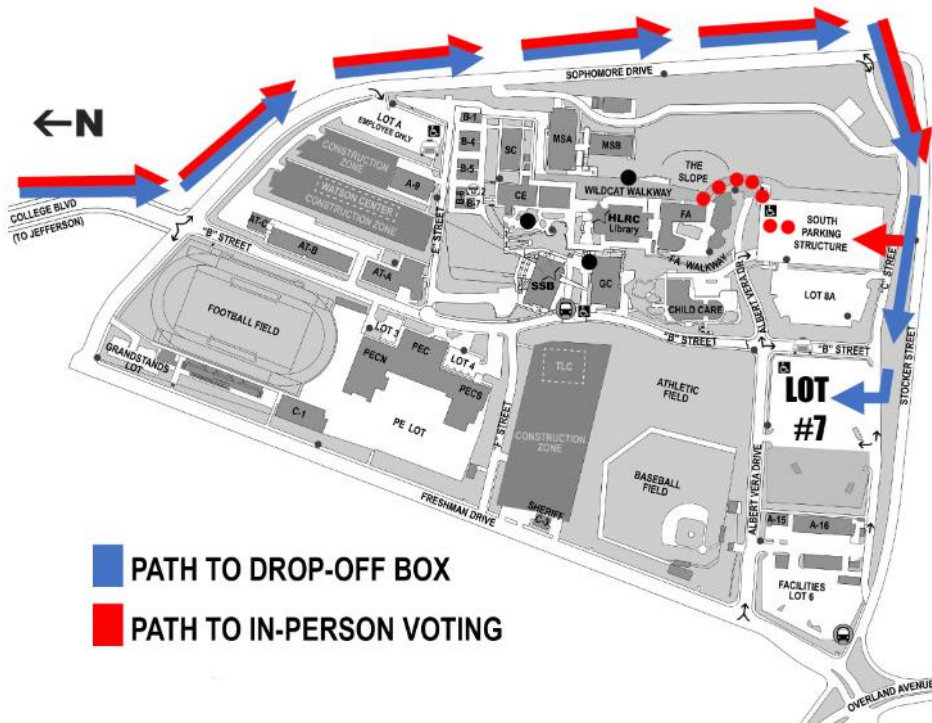 SOPHOMORE DRIVE
←N
LOT A
EMPLOYEE ONLY
B-1
B-4
B-5
SC
MSA
MSB
CONSTRUCTION
ZONE
A-9
WATSON CENTER
CONSTRUCTION ZONE
B-7
CE
THE
SLOPE
WILDCAT WALKWAY
HLRC
Library
FA
FA WALKWAY
SOUTH
PARKING
STRUCTURE
COLLEGE BLVD
(TO JEFFERSON)
"B" STREET
AT-C
AT-B
AT-A
"E" STREET
SSB
GC
CHILD CARE
ALBERT VERA DR.
LOT 8A
"C" STREET
STOCKER STREET
FOOTBALL FIELD
LOT 3
PECN
PEC
LOT 4
PECS
"B" STREET
"B" STREET
GRANDSTANDS
LOT
C-1
PE LOT
"F" STREET
TLC
CONSTRUCTION
ZONE
ATHLETIC
FIELD
LOT
#7
BASEBALL
FIELD
ALBERT VERA DRIVE
FRESHMAN DRIVE
SHERIFF
C-3
A-15
A-16
FACILITIES
LOT 6
OVERLAND AVENUE
PATH TO DROP-OFF BOX
PATH TO IN-PERSON VOTING